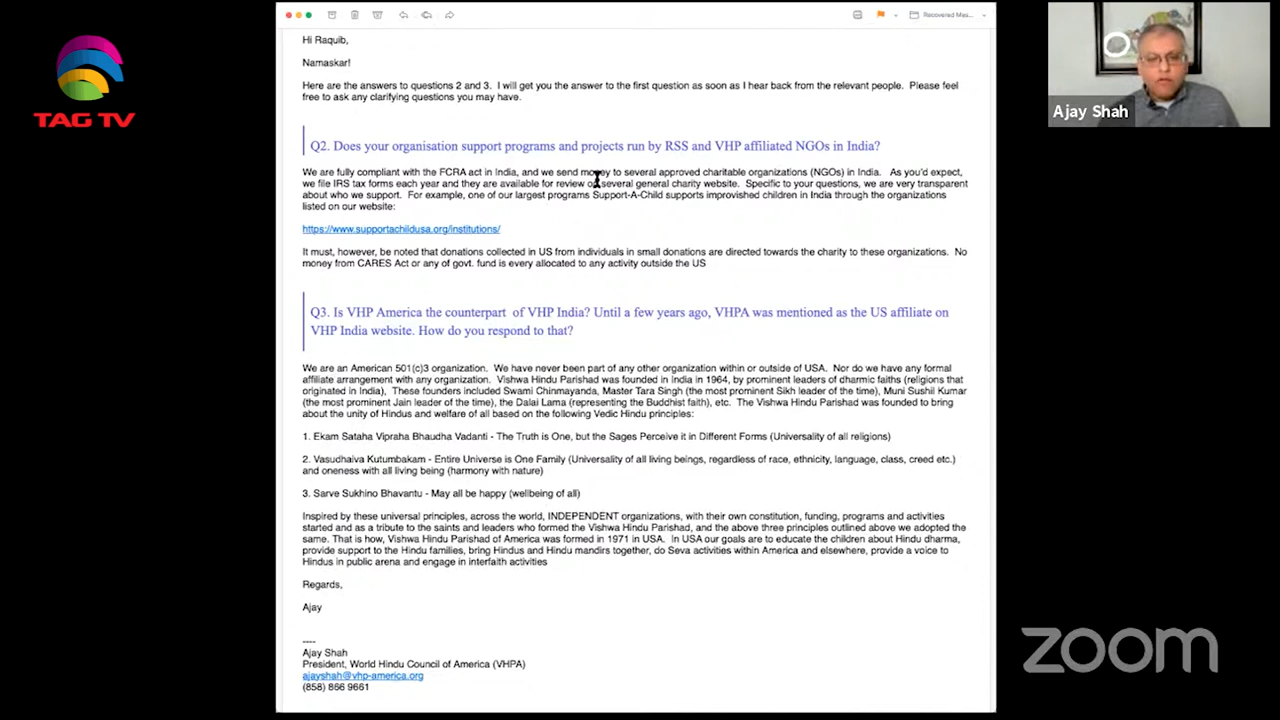 Recovered Mes...
Hi Raquib,
Namaskar!
Here are the answers to questions 2 and 3.  I will get you the answer to the first question as soon as I hear back from the relevant people.  Please feel
free to ask any clarifying questions you may have.
Q2. Does your organisation support programs and projects run by RSS and VHP affiliated NGOs in India?
We are fully compliant with the FCRA act in India, and we send money to several approved charitable organizations (NGOs) in India.   As you'd expect,
we file IRS tax forms each year and they are available for review on several general charity website.  Specific to your questions, we are very transparent
about who we support.  For example, one of our largest programs Support-A-Child supports improvished children in India through the organizations
listed on our website:
https://www.supportachildusa.org/institutions/
It must, however, be noted that donations collected in US from individuals in small donations are directed towards the charity to these organizations.  No
money from CARES Act or any of govt. fund is every allocated to any activity outside the US
Q3. Is VHP America the counterpart  of VHP India? Until a few years ago, VHPA was mentioned as the US affiliate on
VHP India website. How do you respond to that?
We are an American 501(c)3 organization.  We have never been part of any other organization within or outside of USA.  Nor do we have any formal
affiliate arrangement with any organization.  Vishwa Hindu Parishad was founded in India in 1964, by prominent leaders of dharmic faiths (religions that
originated in India),  These founders included Swami Chinmayanda, Master Tara Singh (the most prominent Sikh leader of the time), Muni Sushil Kumar
(the most prominent Jain leader of the time), the Dalai Lama (representing the Buddhist faith), etc.  The Vishwa Hindu Parishad was founded to bring
about the unity of Hindus and welfare of all based on the following Vedic Hindu principles:
1. Ekam Sataha Vipraha Bhaudha Vadanti - The Truth is One, but the Sages Perceive it in Different Forms (Universality of all religions)
2. Vasudhaiva Kutumbakam - Entire Universe is One Family (Universality of all living beings, regardless of race, ethnicity, language, class, creed etc.)
and oneness with all living being (harmony with nature)
3. Sarve Sukhino Bhavantu - May all be happy (wellbeing of all)
Inspired by these universal principles, across the world, INDEPENDENT organizations, with their own constitution, funding, programs and activities
started and as a tribute to the saints and leaders who formed the Vishwa Hindu Parishad, and the above three principles outlined above we adopted the
same. That is how, Vishwa Hindu Parishad of America was formed in 1971 in USA.  In USA our goals are to educate the children about Hindu dharma,
provide support to the Hindu families, bring Hindus and Hindu mandirs together, do Seva activities within America and elsewhere, provide a voice to
Hindus in public arena and engage in interfaith activities
Regards,
Ajay
----
Ajay Shah
President, World Hindu Council of America (VHPA)
ajayshah@vhp-america.org
(858) 866 9661
TAG TV
Ajay Shah
zoom